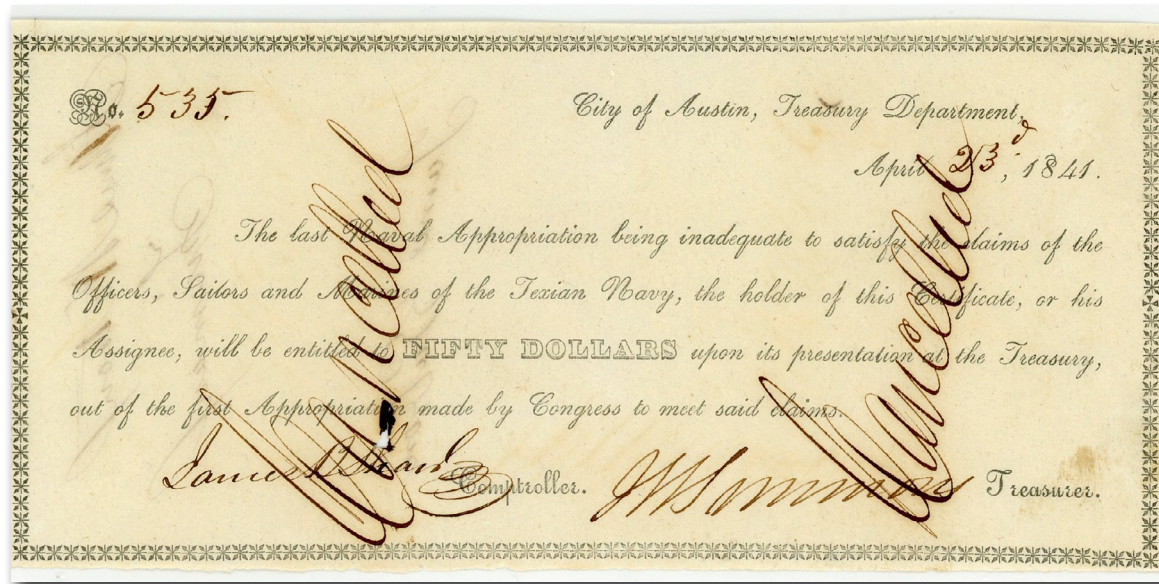 No. 535.
City of Austin, Treasury Department,
April 23d, 1841.
The last Naval Appropriation being inadequate to satisfy the claims of the
Officers, Sailors and Marines of the Texian Navy, the holder of this Certificate, or his
Assignee, will be entitled to FIFTY DOLLARS upon its presentation at the Treasury,
out of the first Appropriation made by Congress to meet said claims.
James B Shaw Comptroller. W Simmons Treasurer.
Cancelled
Cancelled